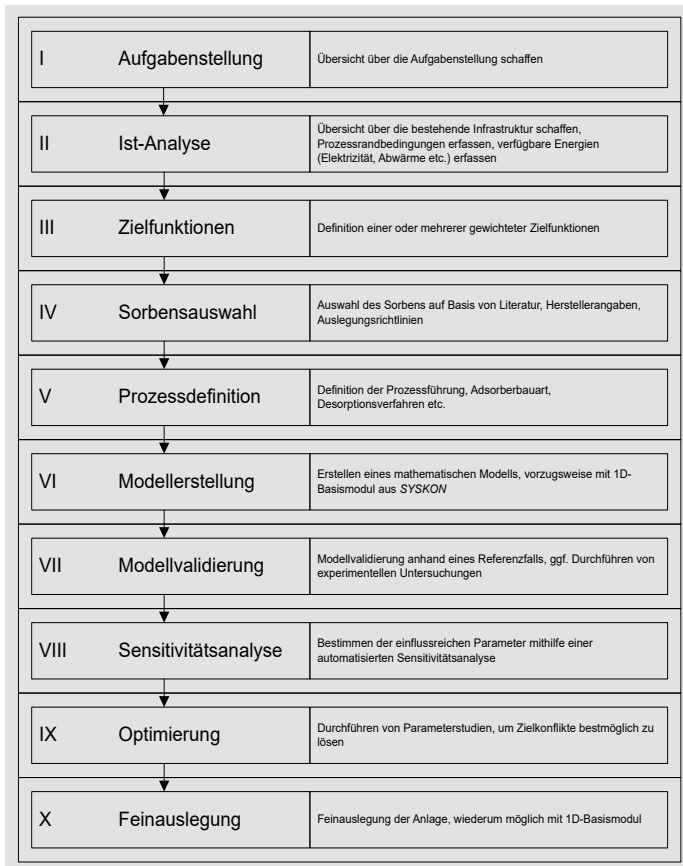 I Aufgabenstellung
Übersicht über die Aufgabenstellung schaffen
II Ist-Analyse
Übersicht über die bestehende Infrastruktur schaffen,
Prozessrandbedingungen erfassen, verfügbare Energien
(Elektrizität, Abwärme etc.) erfassen
III Zielfunktionen
Definition einer oder mehrerer gewichteter Zielfunktionen
IV Sorbensauswahl
Auswahl des Sorbens auf Basis von Literatur, Herstellerangaben,
Auslegungsrichtlinien
V Prozessdefinition
Definition der Prozessführung, Adsorberbauart,
Desorptionsverfahren etc.
VI Modellerstellung
Erstellen eines mathematischen Modells, vorzugsweise mit 1D-
Basismodul aus SYSKON
VII Modellvalidierung
Modellvalidierung anhand eines Referenzfalls, ggf. Durchführen von
experimentellen Untersuchungen
VIII Sensitivitätsanalyse
Bestimmen der einflussreichen Parameter mithilfe einer
automatisierten Sensitivitätsanalyse
IX Optimierung
Durchführen von Parameterstudien, um Zielkonflikte bestmöglich zu
lösen
X Feinauslegung
Feinauslegung der Anlage, wiederum möglich mit 1D-Basismodul